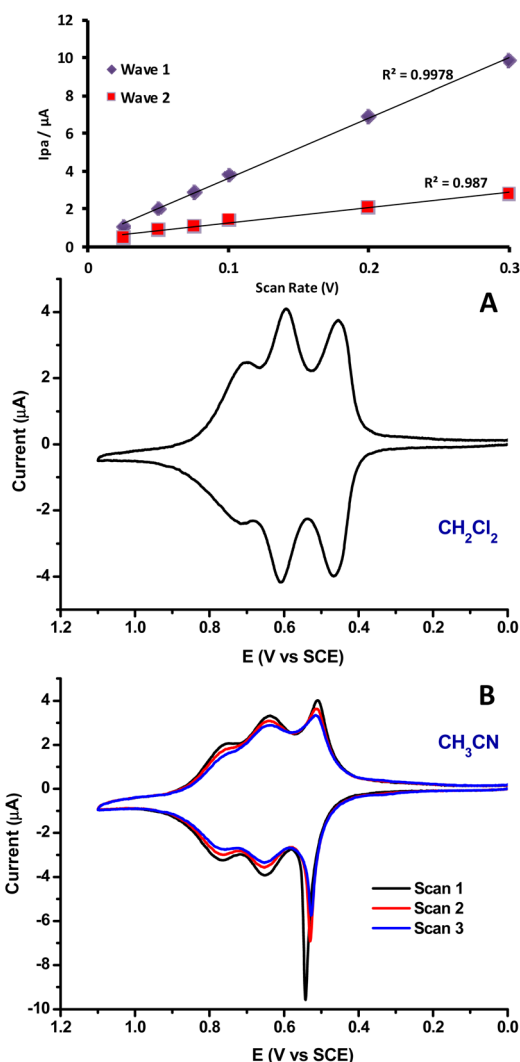 12
10
8
6
4
2
0
Ipa / µA
Wave 1
Wave 2
R² = 0.9978
R² = 0.987
0
0.1
0.2
0.3
Scan Rate (V)
A
4
2
0
-2
-4
Current (µA)
CH₂Cl₂
1.2 1.0 0.8 0.6 0.4 0.2 0.0
E (V vs SCE)
B
4
2
0
-2
-4
-6
-8
-10
Current (µA)
CH₃CN
Scan 1
Scan 2
Scan 3
1.2 1.0 0.8 0.6 0.4 0.2 0.0
E (V vs SCE)